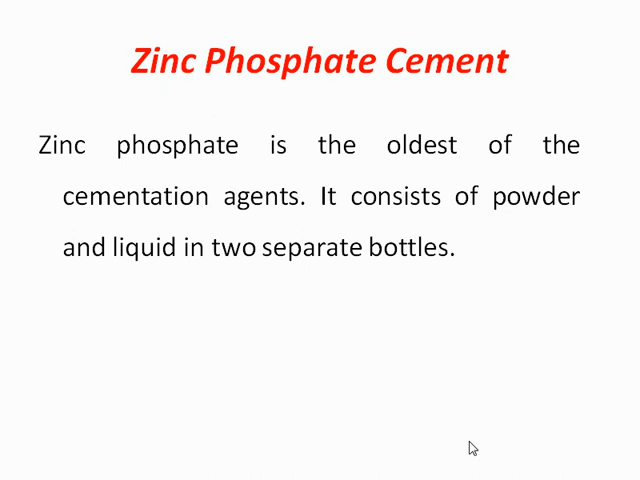 Zinc Phosphate Cement
Zinc phosphate is the oldest of the
cementation agents. It consists of powder
and liquid in two separate bottles.